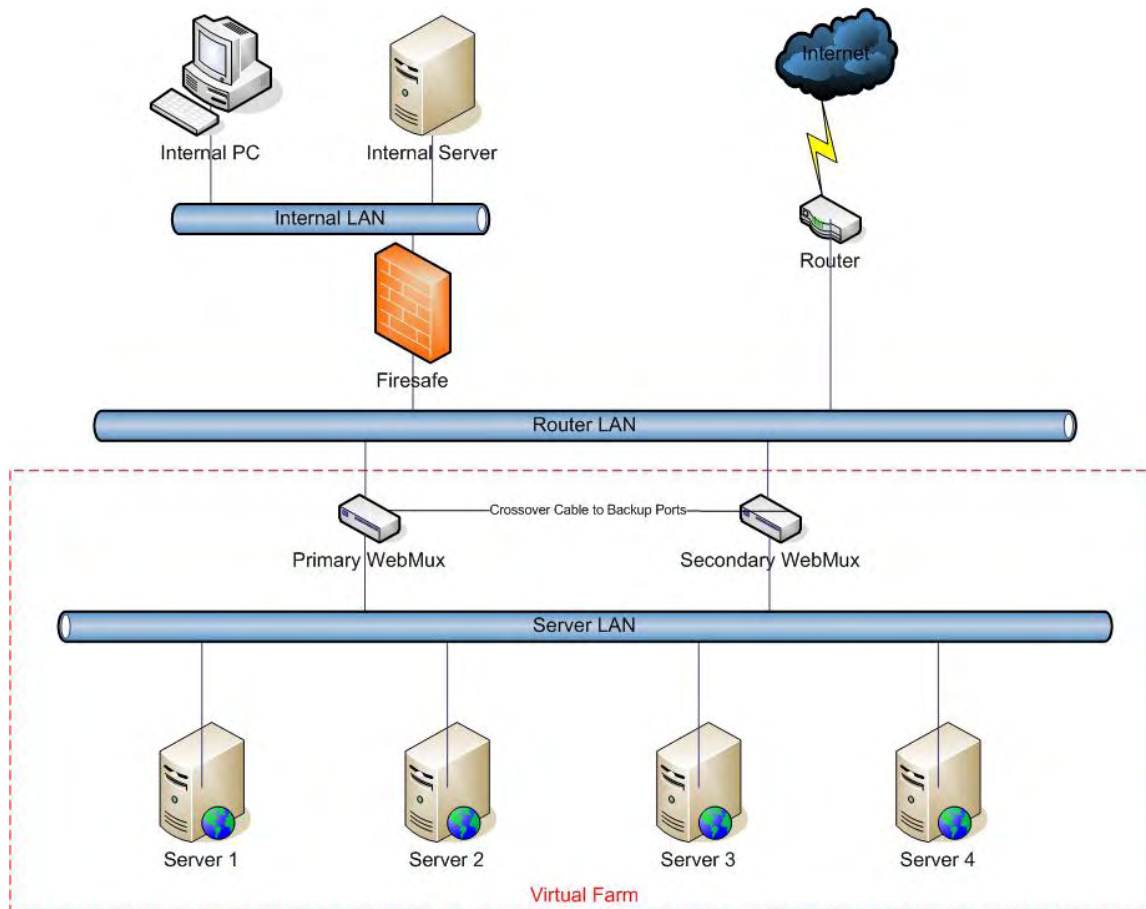 Internet
Internal PC
Internal Server
Internal LAN
Router
Firesafe
Router LAN
Crossover Cable to Backup Ports
Primary WebMux
Secondary WebMux
Server LAN
Server 1
Server 2
Server 3
Server 4
Virtual Farm